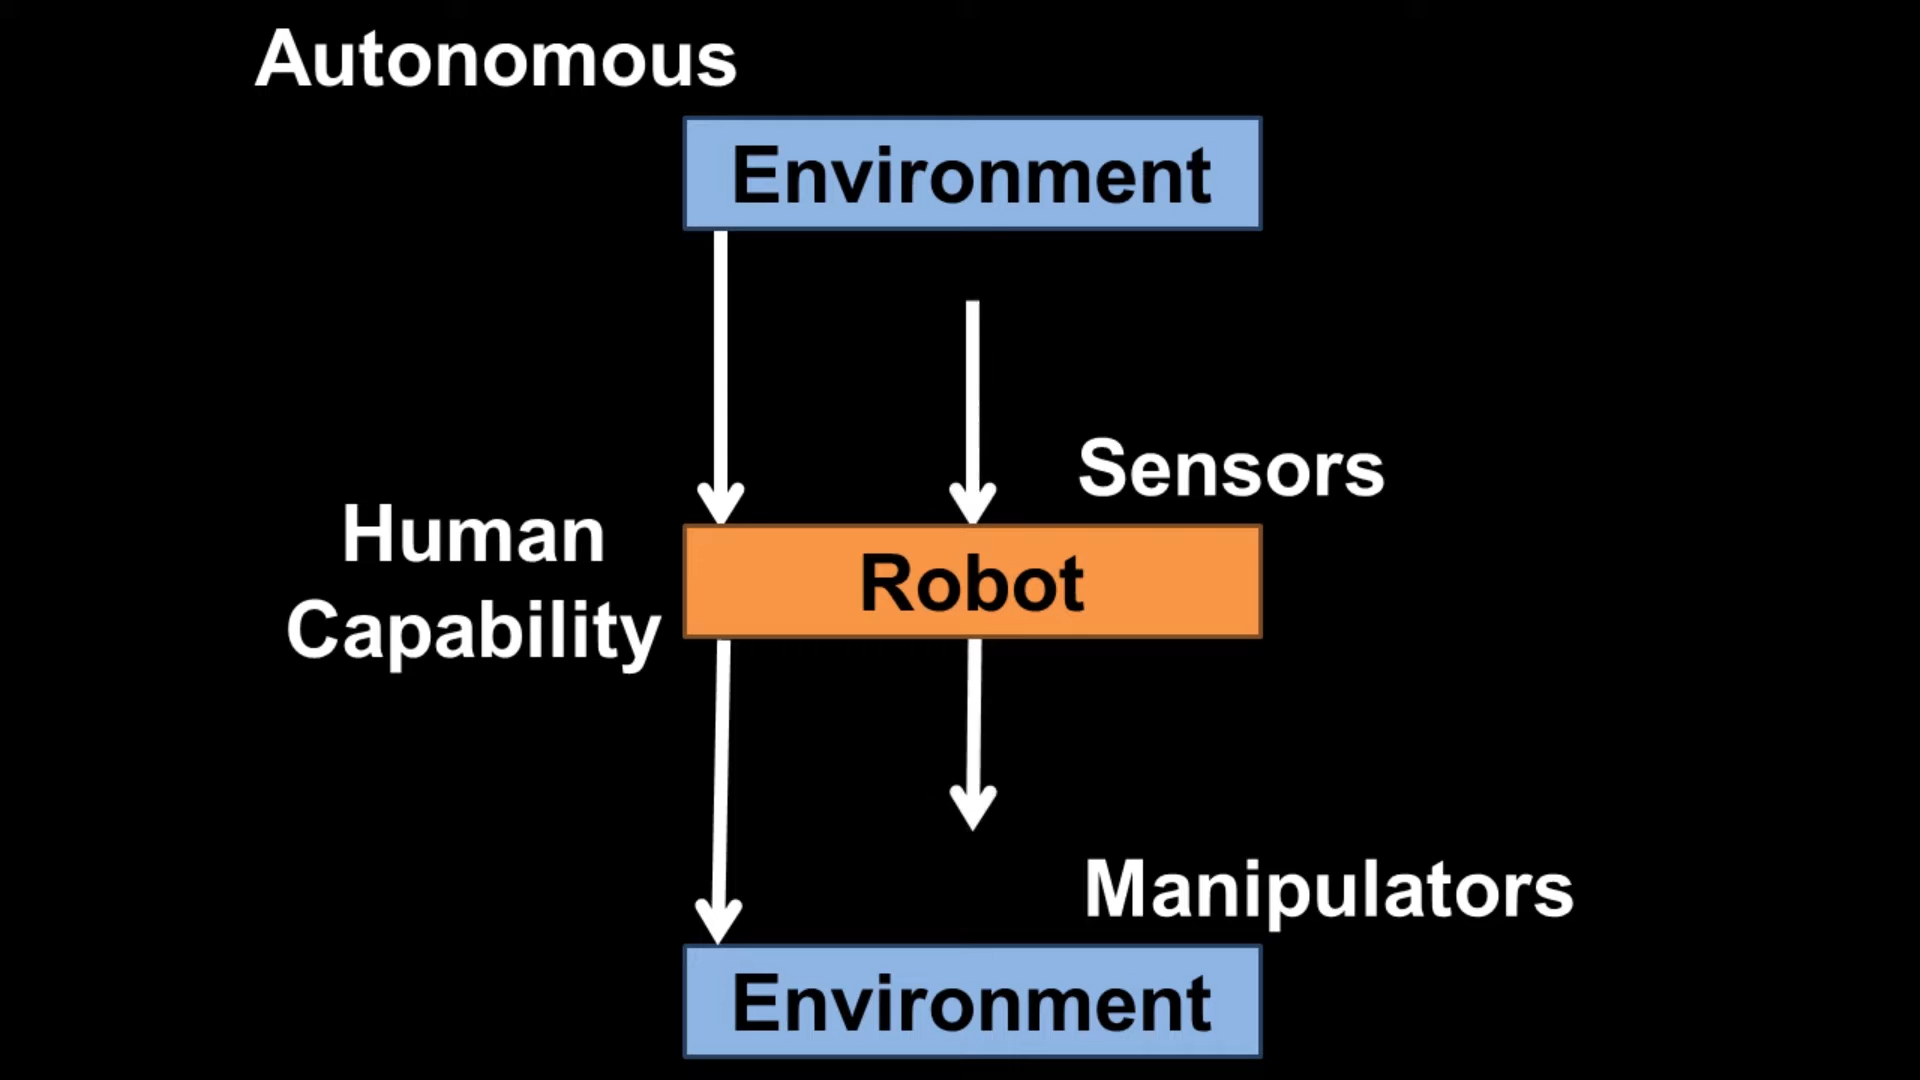 Autonomous
Environment
Sensors
Human
Capability
Robot
Manipulators
Environment